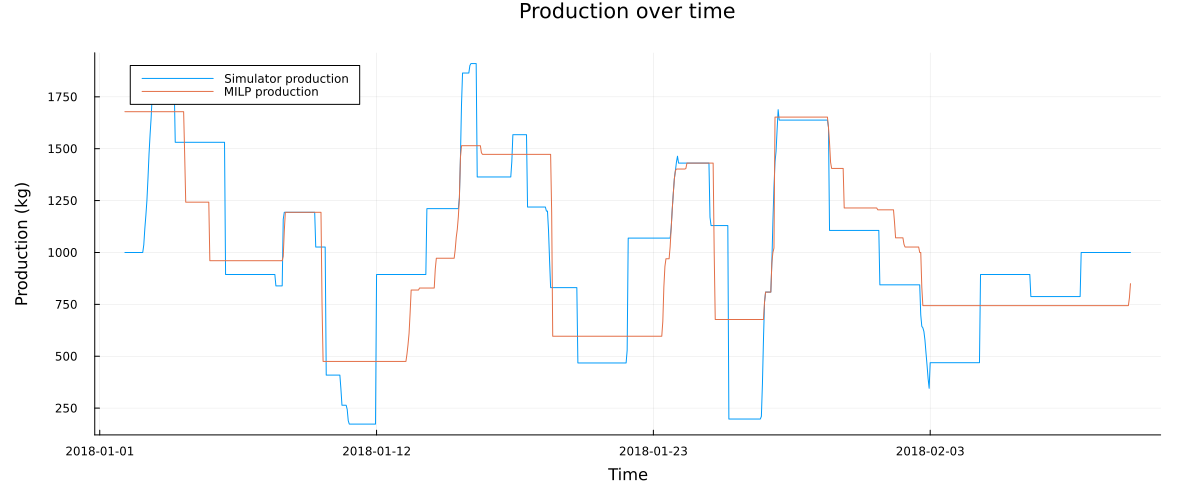 Production over time
Simulator production
MILP production
Production (kg)
1750
1500
1250
1000
750
500
250
2018-01-01
2018-01-12
2018-01-23
2018-02-03
Time